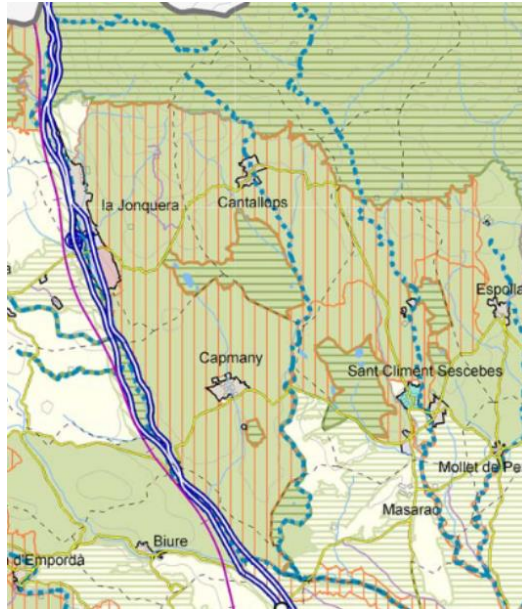 la Jonquera
Cantallops
Espolla
Capmany
Sant Climent Sescebes
Mollet de Pe
Masarac
Biure
d'Empordà